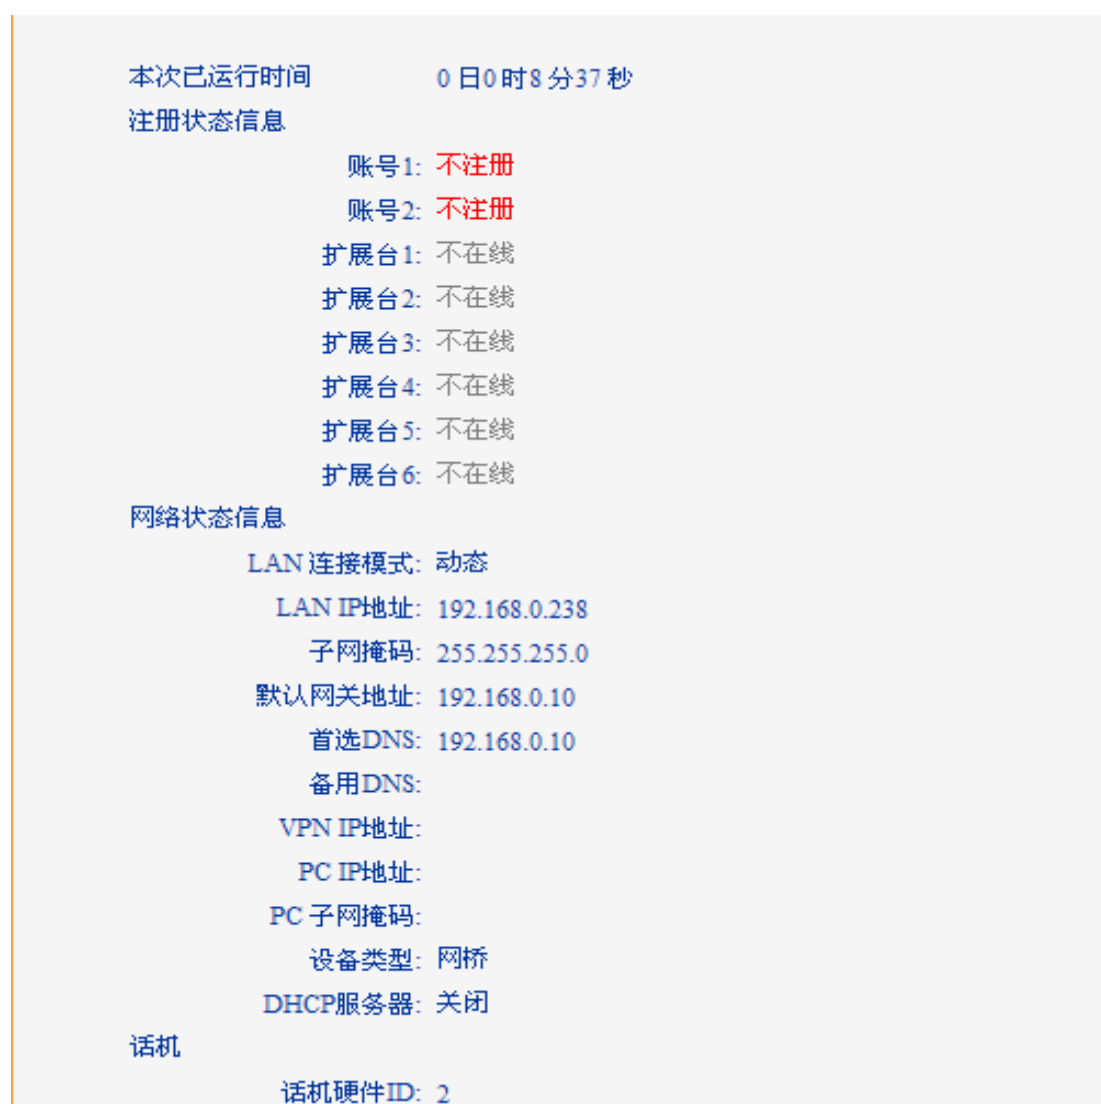 本次已运行时间 0 日0 时8 分37 秒
注册状态信息
账号1: 不注册
账号2: 不注册
扩展台1: 不在线
扩展台2: 不在线
扩展台3: 不在线
扩展台4: 不在线
扩展台5: 不在线
扩展台6: 不在线
网络状态信息
LAN 连接模式: 动态
LAN IP地址: 192.168.0.238
子网掩码: 255.255.255.0
默认网关地址: 192.168.0.10
首选DNS: 192.168.0.10
备用DNS:
VPN IP地址:
PC IP地址:
PC 子网掩码:
设备类型: 网桥
DHCP服务器: 关闭
话机
话机硬件ID: 2